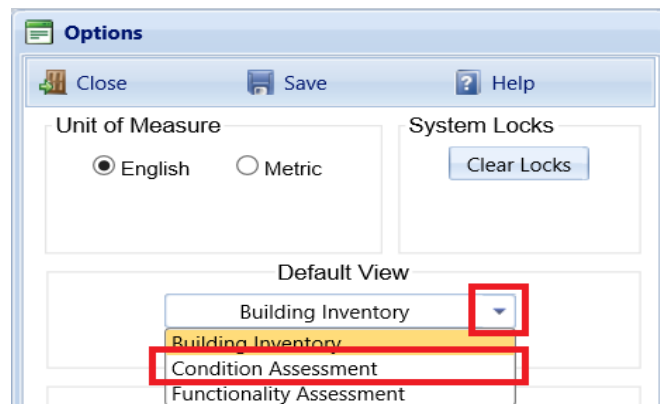 Options
Close Save Help
Unit of Measure System Locks
English Metric Clear Locks
Default View
Building Inventory
Building Inventory
Condition Assessment
Functionality Assessment